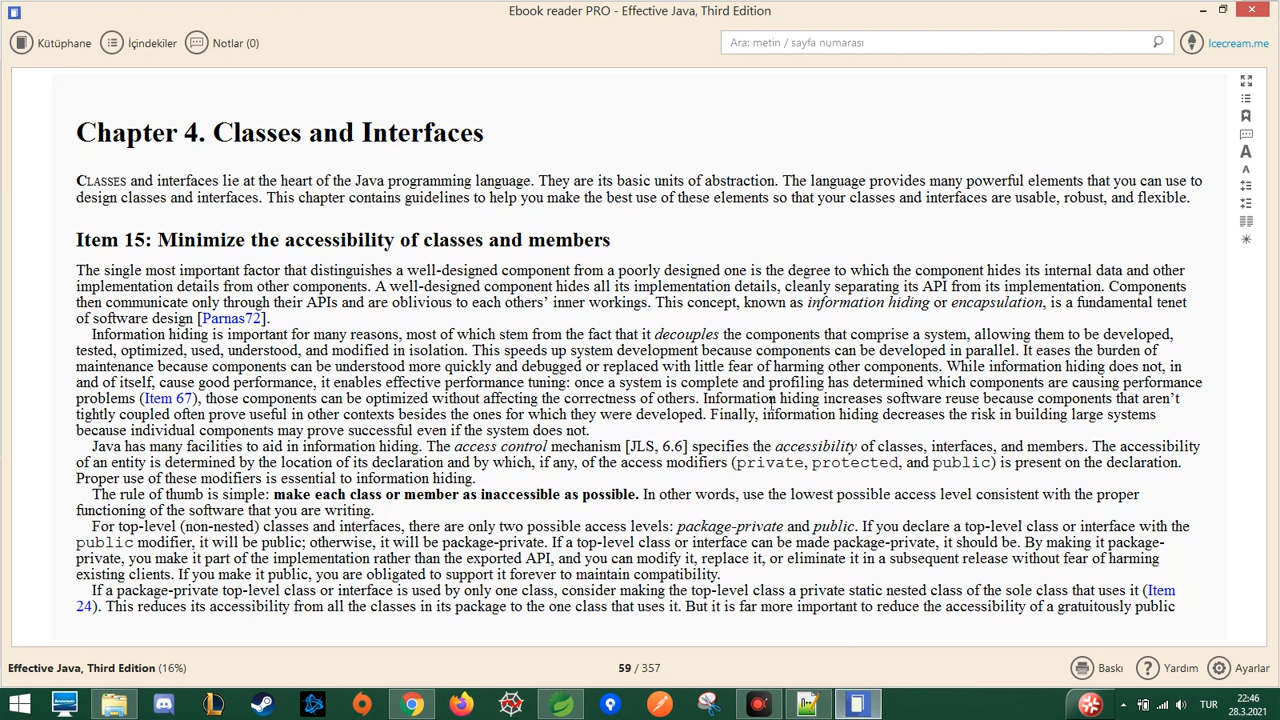 Ebook reader PRO - Effective Java, Third Edition
Kütüphane İçindekiler Notlar (0) Ara: metin / sayfa numarası Icecream.me
Chapter 4. Classes and Interfaces
CLASSES and interfaces lie at the heart of the Java programming language. They are its basic units of abstraction. The language provides many powerful elements that you can use to
design classes and interfaces. This chapter contains guidelines to help you make the best use of these elements so that your classes and interfaces are usable, robust, and flexible.
Item 15: Minimize the accessibility of classes and members
The single most important factor that distinguishes a well-designed component from a poorly designed one is the degree to which the component hides its internal data and other
implementation details from other components. A well-designed component hides all its implementation details, cleanly separating its API from its implementation. Components
then communicate only through their APIs and are oblivious to each others’ inner workings. This concept, known as information hiding or encapsulation, is a fundamental tenet
of software design [Parnas72].
Information hiding is important for many reasons, most of which stem from the fact that it decouples the components that comprise a system, allowing them to be developed,
tested, optimized, used, understood, and modified in isolation. This speeds up system development because components can be developed in parallel. It eases the burden of
maintenance because components can be understood more quickly and debugged or replaced with little fear of harming other components. While information hiding does not, in
and of itself, cause good performance, it enables effective performance tuning: once a system is complete and profiling has determined which components are causing performance
problems (Item 67), those components can be optimized without affecting the correctness of others. Information hiding increases software reuse because components that aren’t
tightly coupled often prove useful in other contexts besides the ones for which they were developed. Finally, information hiding decreases the risk in building large systems
because individual components may prove successful even if the system does not.
Java has many facilities to aid in information hiding. The access control mechanism [JLS, 6.6] specifies the accessibility of classes, interfaces, and members. The accessibility
of an entity is determined by the location of its declaration and by which, if any, of the access modifiers (private, protected, and public) is present on the declaration.
Proper use of these modifiers is essential to information hiding.
The rule of thumb is simple: make each class or member as inaccessible as possible. In other words, use the lowest possible access level consistent with the proper
functioning of the software that you are writing.
For top-level (non-nested) classes and interfaces, there are only two possible access levels: package-private and public. If you declare a top-level class or interface with the
public modifier, it will be public; otherwise, it will be package-private. If a top-level class or interface can be made package-private, it should be. By making it package-
private, you make it part of the implementation rather than the exported API, and you can modify it, replace it, or eliminate it in a subsequent release without fear of harming
existing clients. If you make it public, you are obligated to support it forever to maintain compatibility.
If a package-private top-level class or interface is used by only one class, consider making the top-level class a private static nested class of the sole class that uses it (Item
24). This reduces its accessibility from all the classes in its package to the one class that uses it. But it is far more important to reduce the accessibility of a gratuitously public
Effective Java, Third Edition (16%) 59 / 357 Baskı Yardım Ayarlar
TUR 22:46
28.3.2021